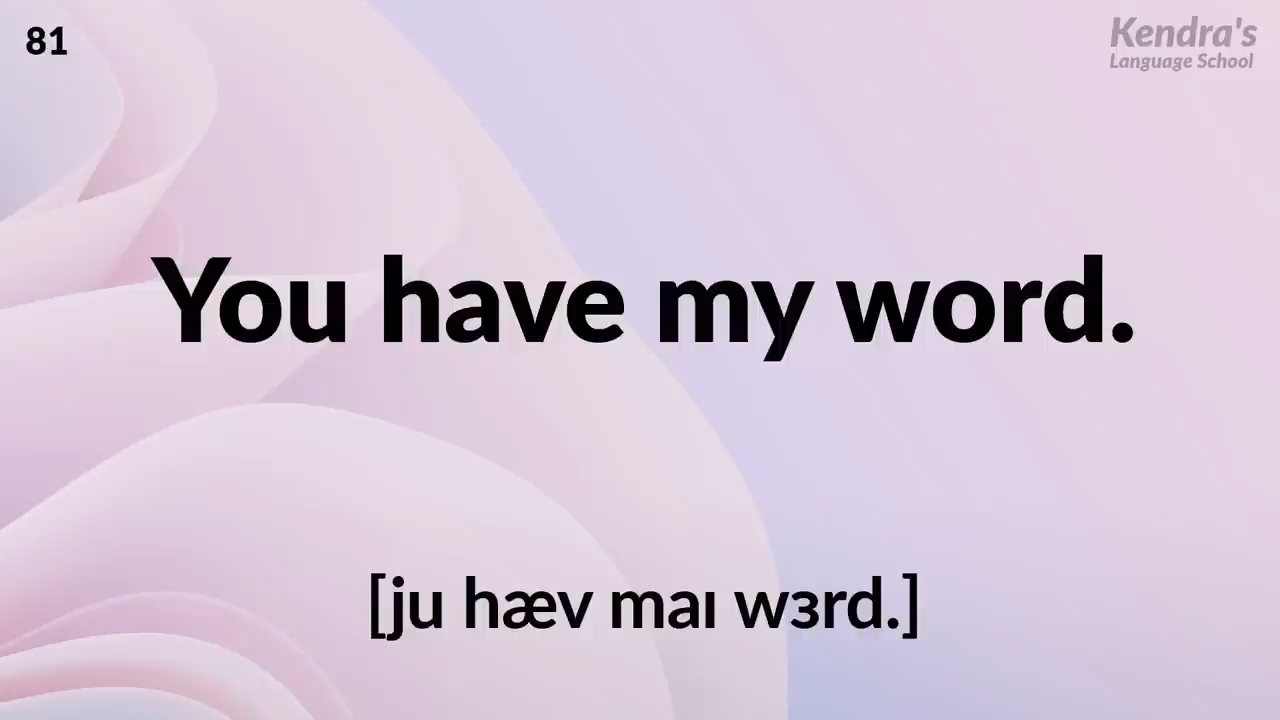 81
Kendra's
Language School
You have my word.
[ju hæv maɪ wɜrd.]